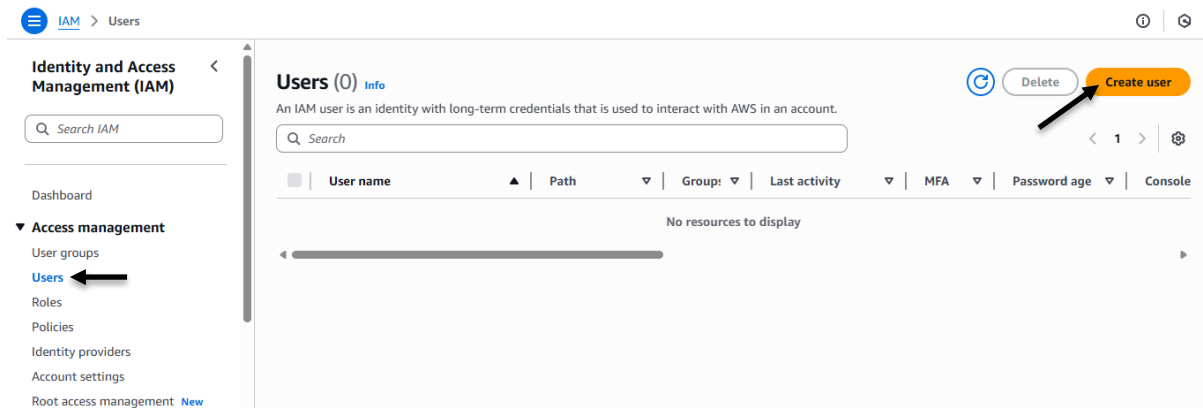 IAM > Users
Identity and Access
Management (IAM)
Search IAM
Dashboard
Access management
User groups
Users
Roles
Policies
Identity providers
Account settings
Root access management New
Users (0) Info
Delete
Create user
An IAM user is an identity with long-term credentials that is used to interact with AWS in an account.
Search
< 1 >
User name Path Groups Last activity MFA Password age Console
No resources to display